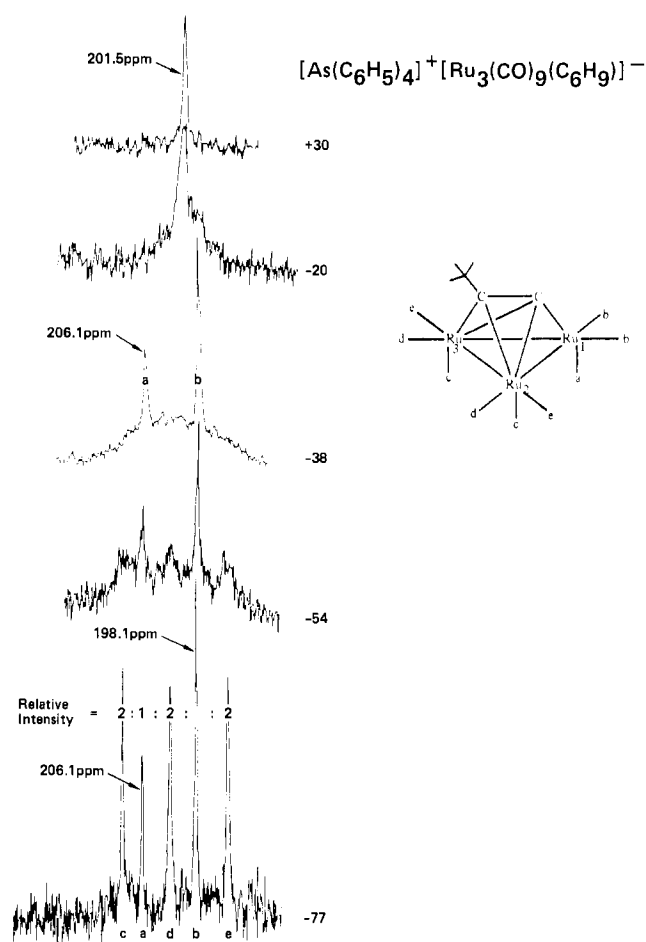 201.5ppm
[As(C6H5)4]+[Ru3(CO)9(C6H9)]−
+30
-20
206.1ppm
a
b
-38
C
C
e
d
Ru
3
c
Ru
1
b
b
a
Ru
2
d
c
e
-54
198.1ppm
Relative
Intensity = 2:1: 2: :2
206.1ppm
c a d b e
-77